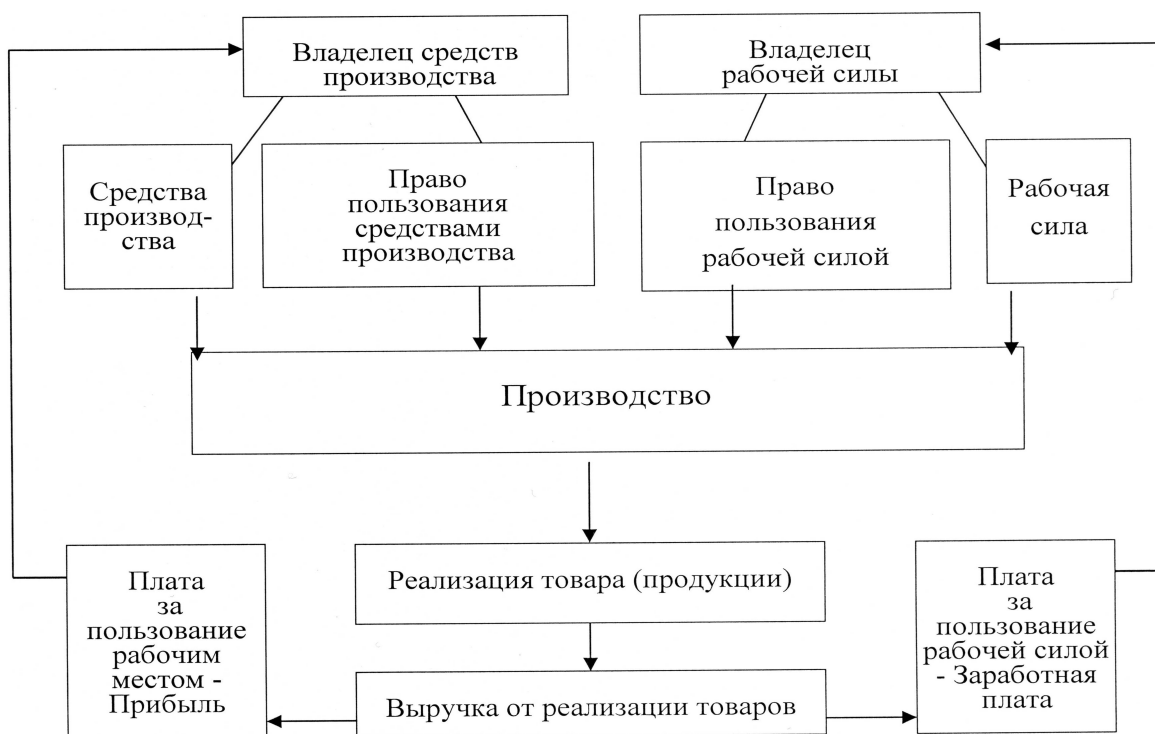 Владелец средств
производства
Владелец
рабочей силы
Средства
производ-
ства
Право
пользования
средствами
производства
Право
пользования
рабочей силой
Рабочая
сила
Производство
Плата
за
пользование
рабочим
местом -
Прибыль
Реализация товара (продукции)
Выручка от реализации товаров
Плата
за
пользование
рабочей силой
- Заработная
плата